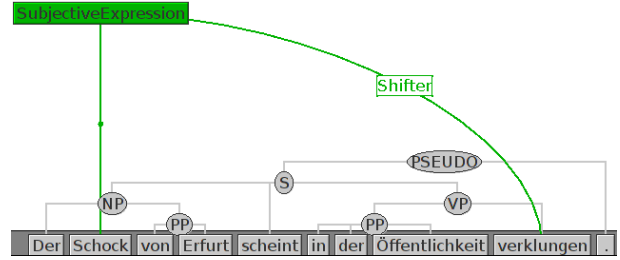 SubjectiveExpression
Shifter
PSEUDO
S
NP VP
PP PP
Der Schock von Erfurt scheint in der Öffentlichkeit verklungen .